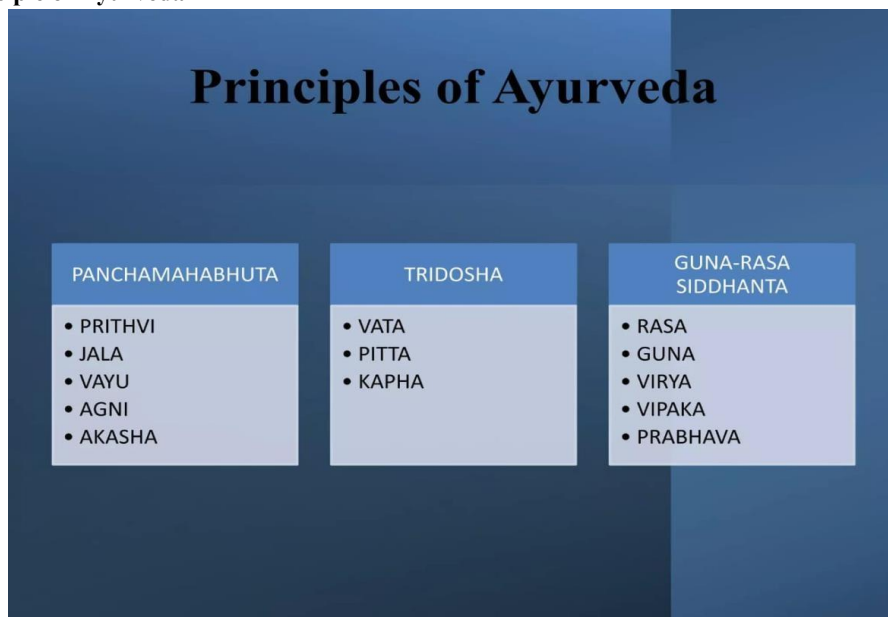 Principles of Ayurveda
PANCHAMAHABHUTA
• PRITHVI
• JALA
• VAYU
• AGNI
• AKASHA
TRIDOSHA
• VATA
• PITTA
• KAPHA
GUNA-RASA
SIDDHANTA
• RASA
• GUNA
• VIRYA
• VIPAKA
• PRABHAVA